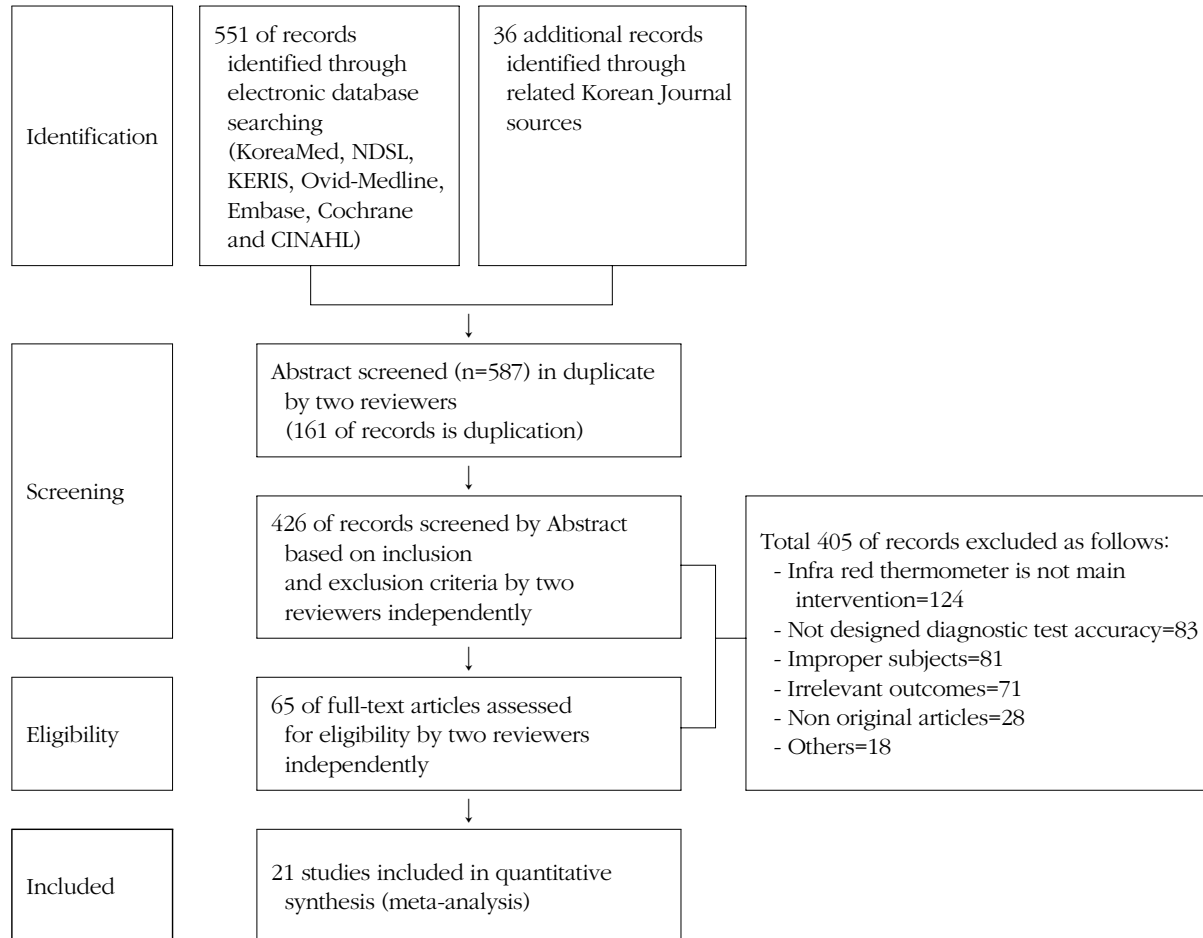 Identification
551 of records
identified through
electronic database
searching
(KoreaMed, NDSL,
KERIS, Ovid-Medline,
Embase, Cochrane
and CINAHL)
36 additional records
identified through
related Korean Journal
sources
Screening
Abstract screened (n=587) in duplicate
by two reviewers
(161 of records is duplication)
426 of records screened by Abstract
based on inclusion
and exclusion criteria by two
reviewers independently
Total 405 of records excluded as follows:
- Infra red thermometer is not main
intervention=124
- Not designed diagnostic test accuracy=83
- Improper subjects=81
- Irrelevant outcomes=71
- Non original articles=28
- Others=18
Eligibility
65 of full-text articles assessed
for eligibility by two reviewers
independently
Included
21 studies included in quantitative
synthesis (meta-analysis)